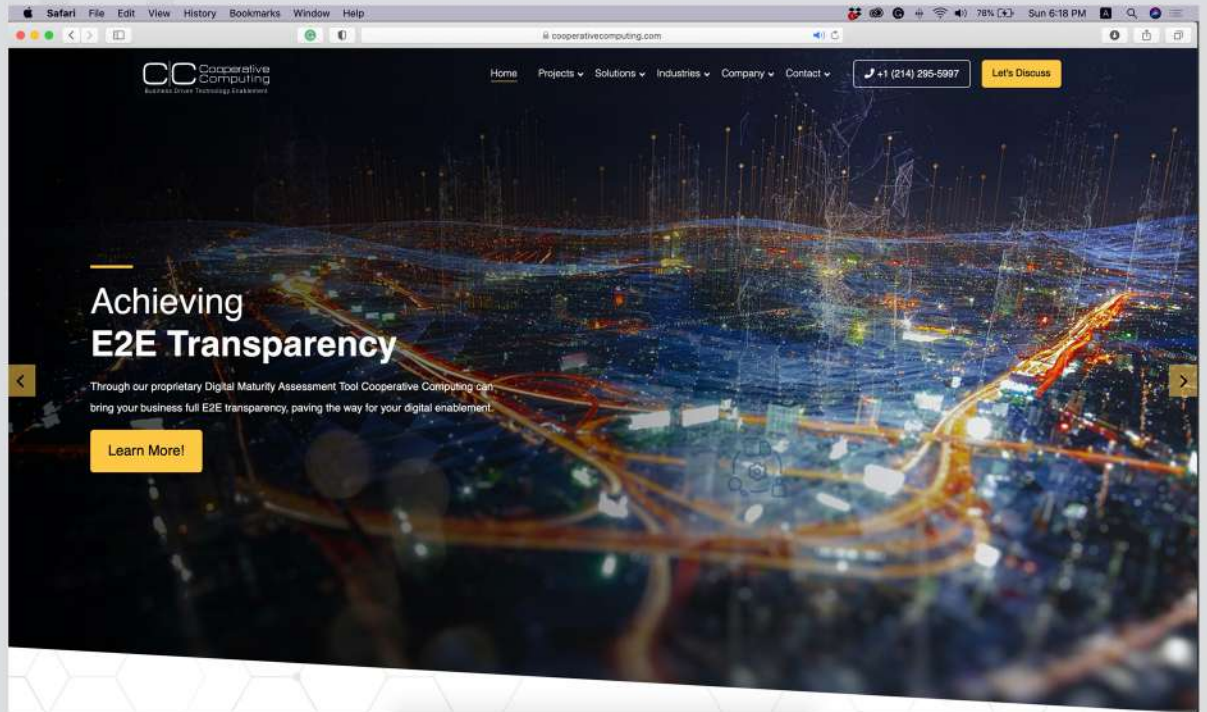 Safari File Edit View History Bookmarks Window Help 78% Sun 6:18 PM
cooperativecomputing.com
CC Cooperative Computing
Business Driven Technology Enablement
Home Projects Solutions Industries Company Contact +1 (214) 295-5997 Let's Discuss
Achieving
E2E Transparency
Through our proprietary Digital Maturity Assessment Tool Cooperative Computing can
bring your business full E2E transparency, paving the way for your digital enablement.
Learn More!